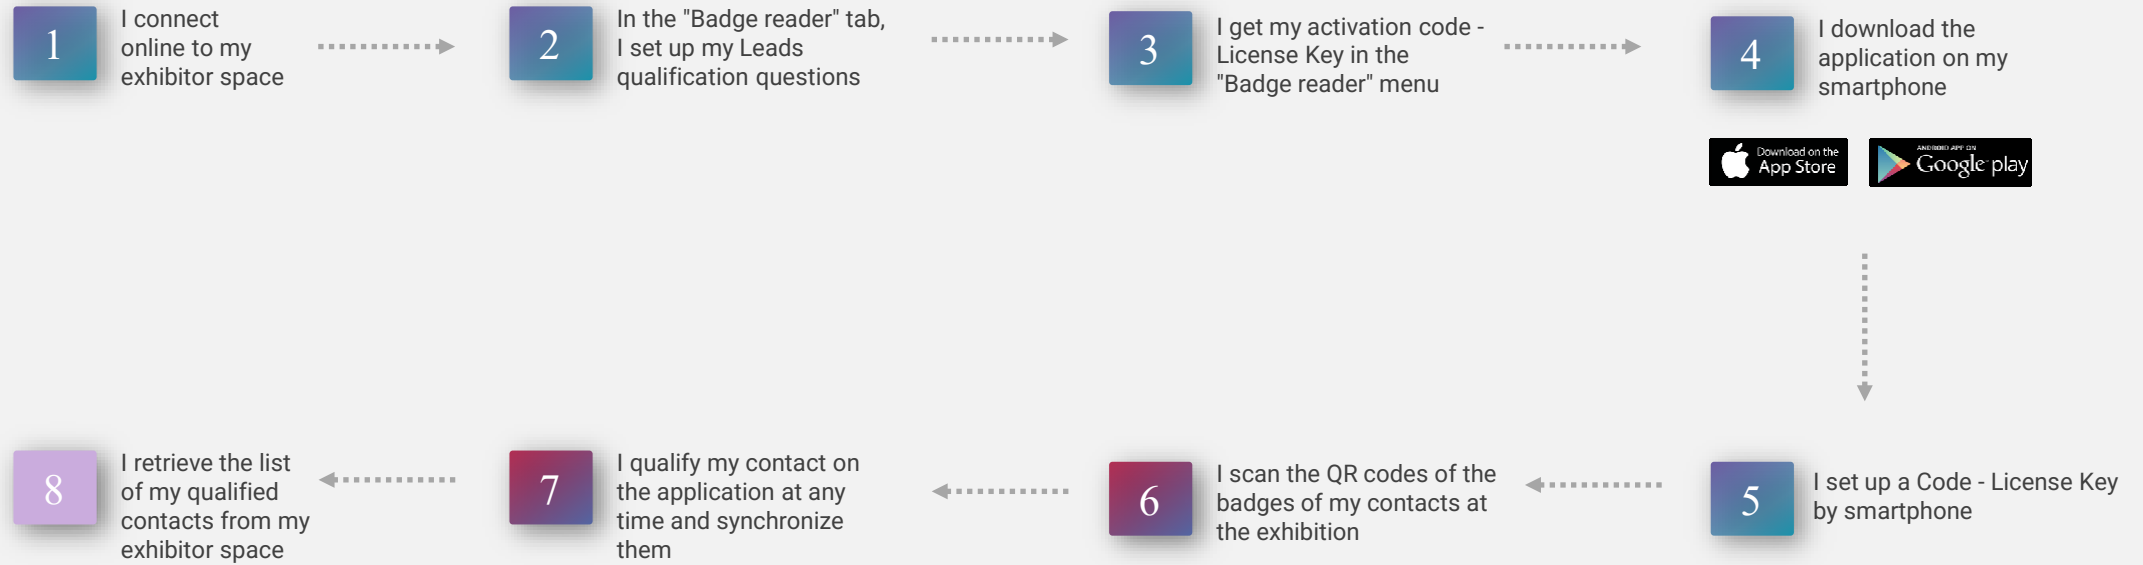 1
I connect
online to my
exhibitor space
2
In the "Badge reader" tab,
I set up my Leads
qualification questions
3
I get my activation code -
License Key in the
"Badge reader" menu
4
I download the
application on my
smartphone
Download on the
App Store
ANDROID APP ON
Google play
5
I set up a Code - License Key
by smartphone
6
I scan the QR codes of the
badges of my contacts at
the exhibition
7
I qualify my contact on
the application at any
time and synchronize
them
8
I retrieve the list
of my qualified
contacts from my
exhibitor space